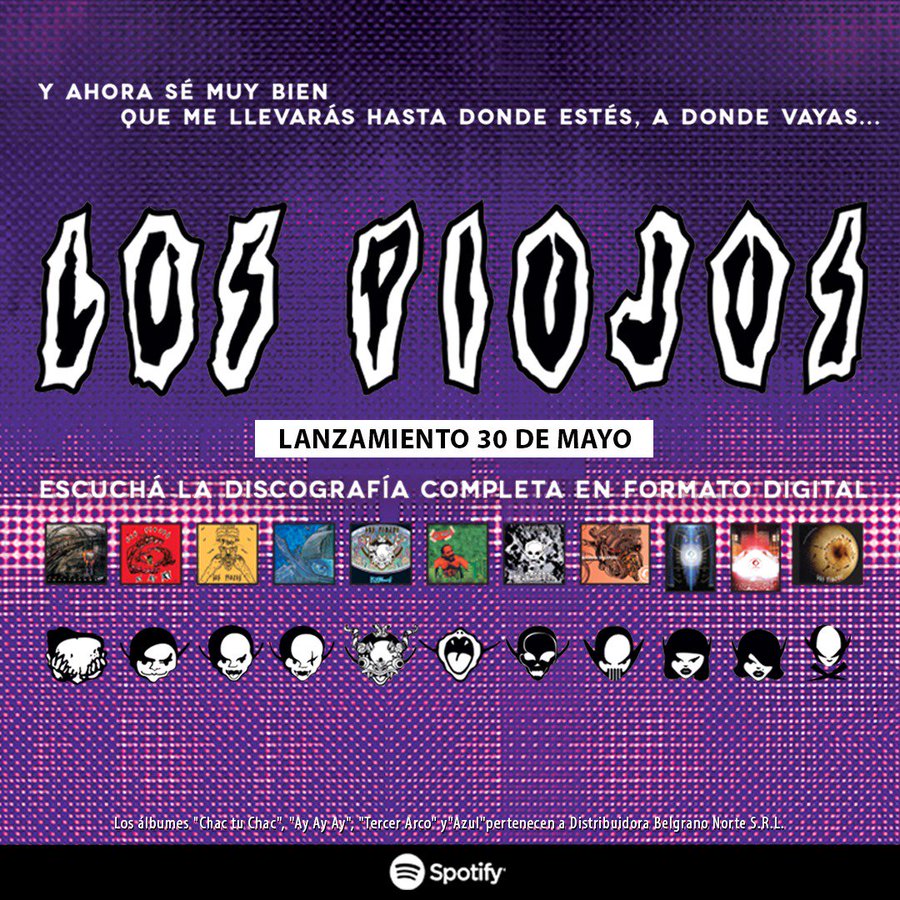 Y AHORA SÉ MUY BIEN
QUE ME LLEVARÁS HASTA DONDE ESTÉS, A DONDE VAYAS...
LOS PIOJOS
LANZAMIENTO 30 DE MAYO
ESCUCHÁ LA DISCOGRAFÍA COMPLETA EN FORMATO DIGITAL
Los álbumes "Chac tu Chac", "Ay Ay Ay", "Tercer Arco" y "Azul" pertenecen a Distribuidora Belgrano Norte S.R.L.
Spotify